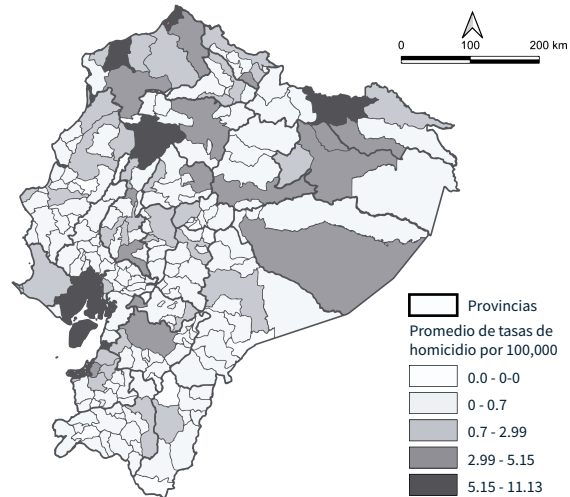 0 100 200 km
Provincias
Promedio de tasas de
homicidio por 100,000
0.0 - 0-0
0 - 0.7
0.7 - 2.99
2.99 - 5.15
5.15 - 11.13